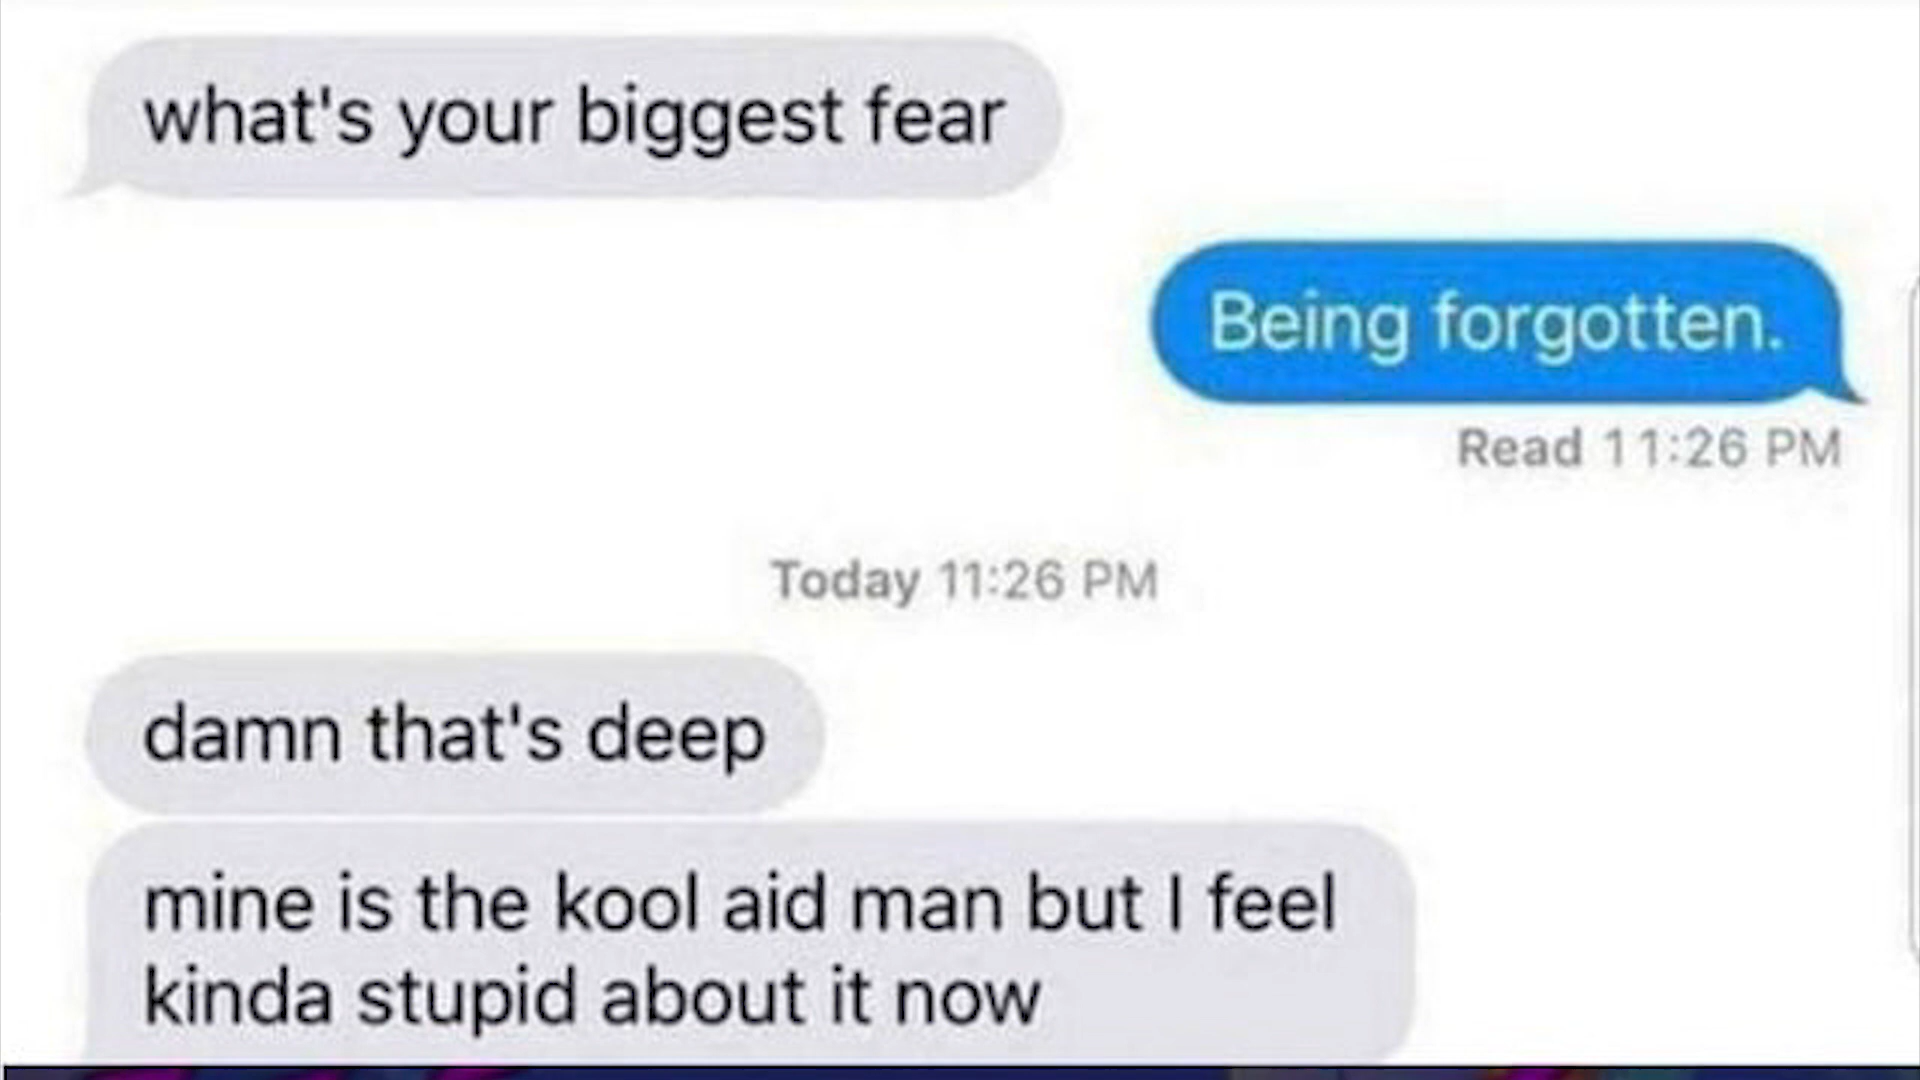 what's your biggest fear
Being forgotten.
Read 11:26 PM
Today 11:26 PM
damn that's deep
mine is the kool aid man but I feel
kinda stupid about it now